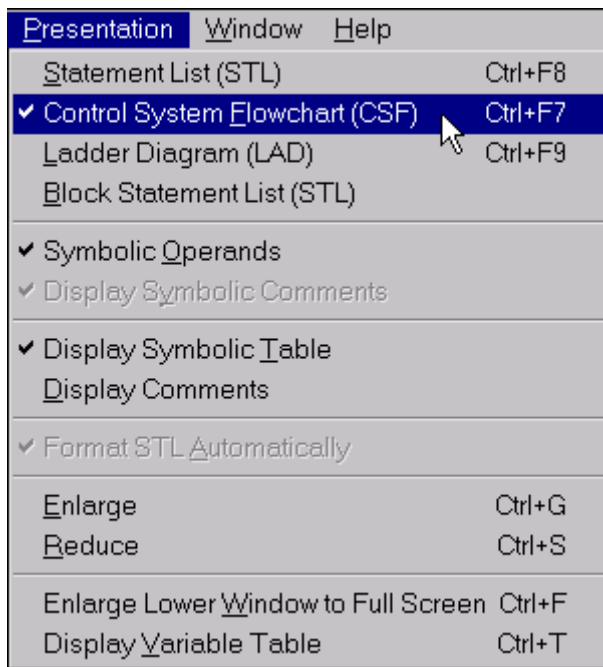 Presentation Window Help
Statement List (STL) Ctrl+F8
Control System Flowchart (CSF) Ctrl+F7
Ladder Diagram (LAD) Ctrl+F9
Block Statement List (STL)
Symbolic Operands
Display Symbolic Comments
Display Symbolic Table
Display Comments
Format STL Automatically
Enlarge Ctrl+G
Reduce Ctrl+S
Enlarge Lower Window to Full Screen Ctrl+F
Display Variable Table Ctrl+T